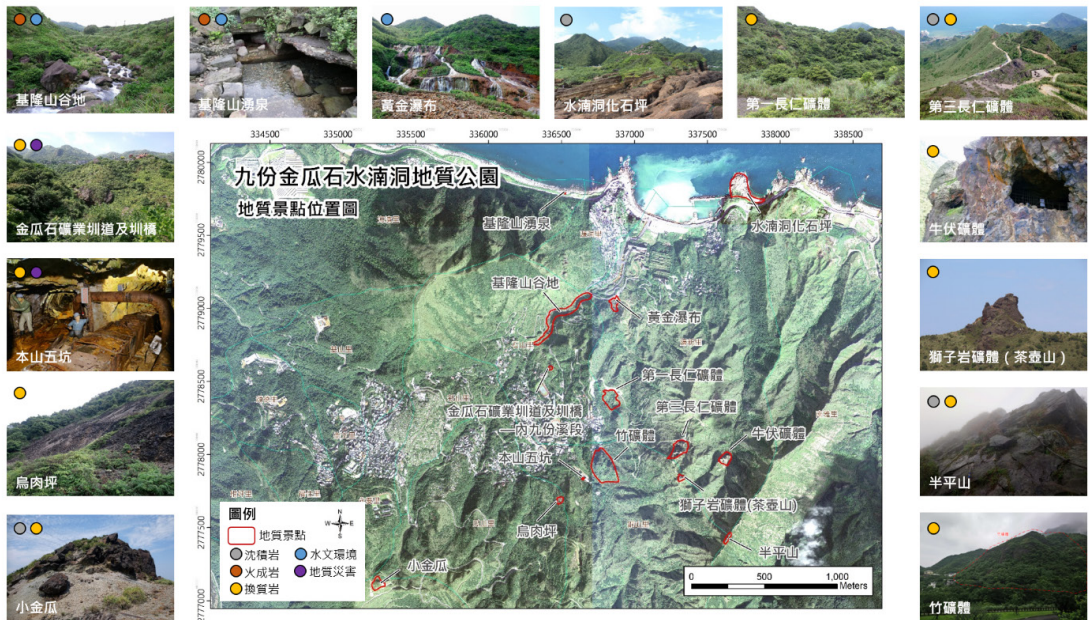 基隆山谷地
基隆山湧泉
黃金瀑布
水湳洞化石坪
第一長仁礦體
第三長仁礦體
金瓜石礦業圳道及圳橋
本山五坑
烏肉坪
小金瓜
牛伏礦體
獅子岩礦體(茶壺山)
半平山
竹礦體
334500
335000
335500
336000
336500
337000
337500
338000
338500
2780000
2779500
2779000
2778500
2778000
2777500
2777000
九份金瓜石水湳洞地質公園
地質景點位置圖
基隆山湧泉
水湳洞化石坪
基隆山谷地
黃金瀑布
第一長仁礦體
金瓜石礦業圳道及圳橋
—內九份溪段
第三長仁礦體
竹礦體
牛伏礦體
本山五坑
獅子岩礦體(茶壺山)
烏肉坪
半平山
小金瓜
圖例
地質景點
沈積岩
水文環境
火成岩
地質災害
換質岩
N
W E
S
0 500 1,000
Meters